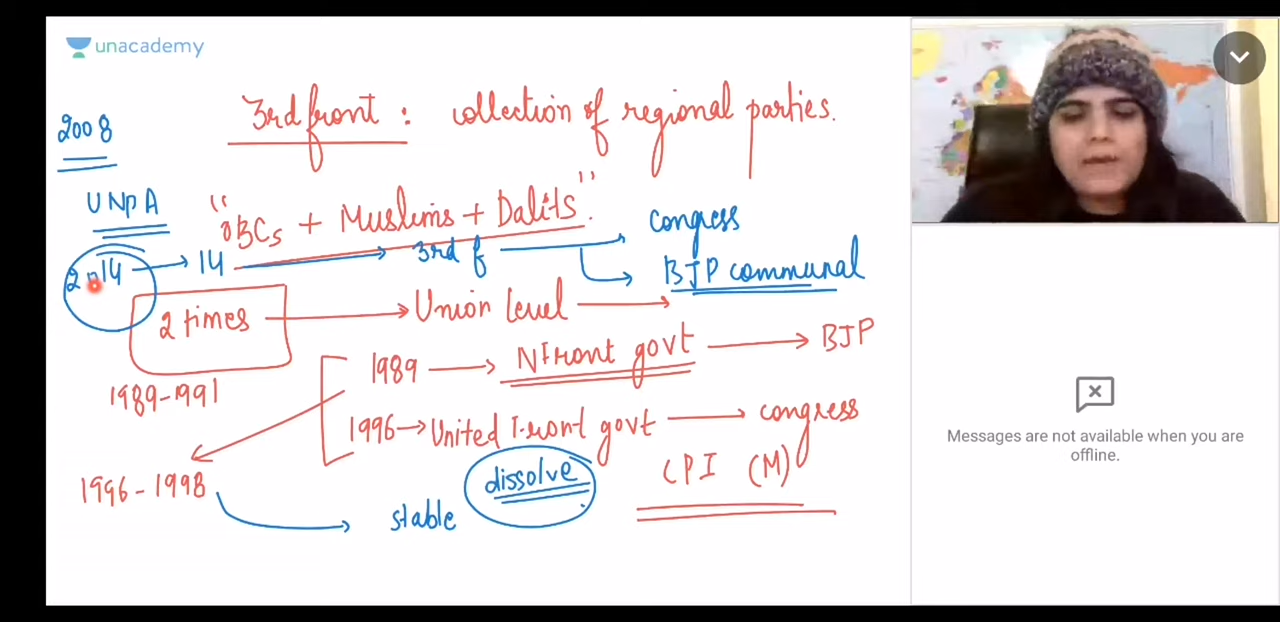 unacademy
3rd front : collection of regional parties.
2008
UNPA
"OBCs + Muslims + Dalits".
2014 → 14 → 3rd f → congress
→ BJP communal
2 times → Union level →
1989-1991
1989 → NFront govt → BJP
1996 → United Front govt → congress
1996-1998
CPI (M)
stable dissolve
Messages are not available when you are
offline.